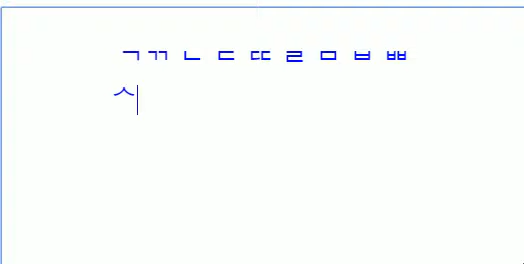 ㄱ ㄲ ㄴ ㄷ ㄸ ㄹ ㅁ ㅂ ㅃ
ㅅ